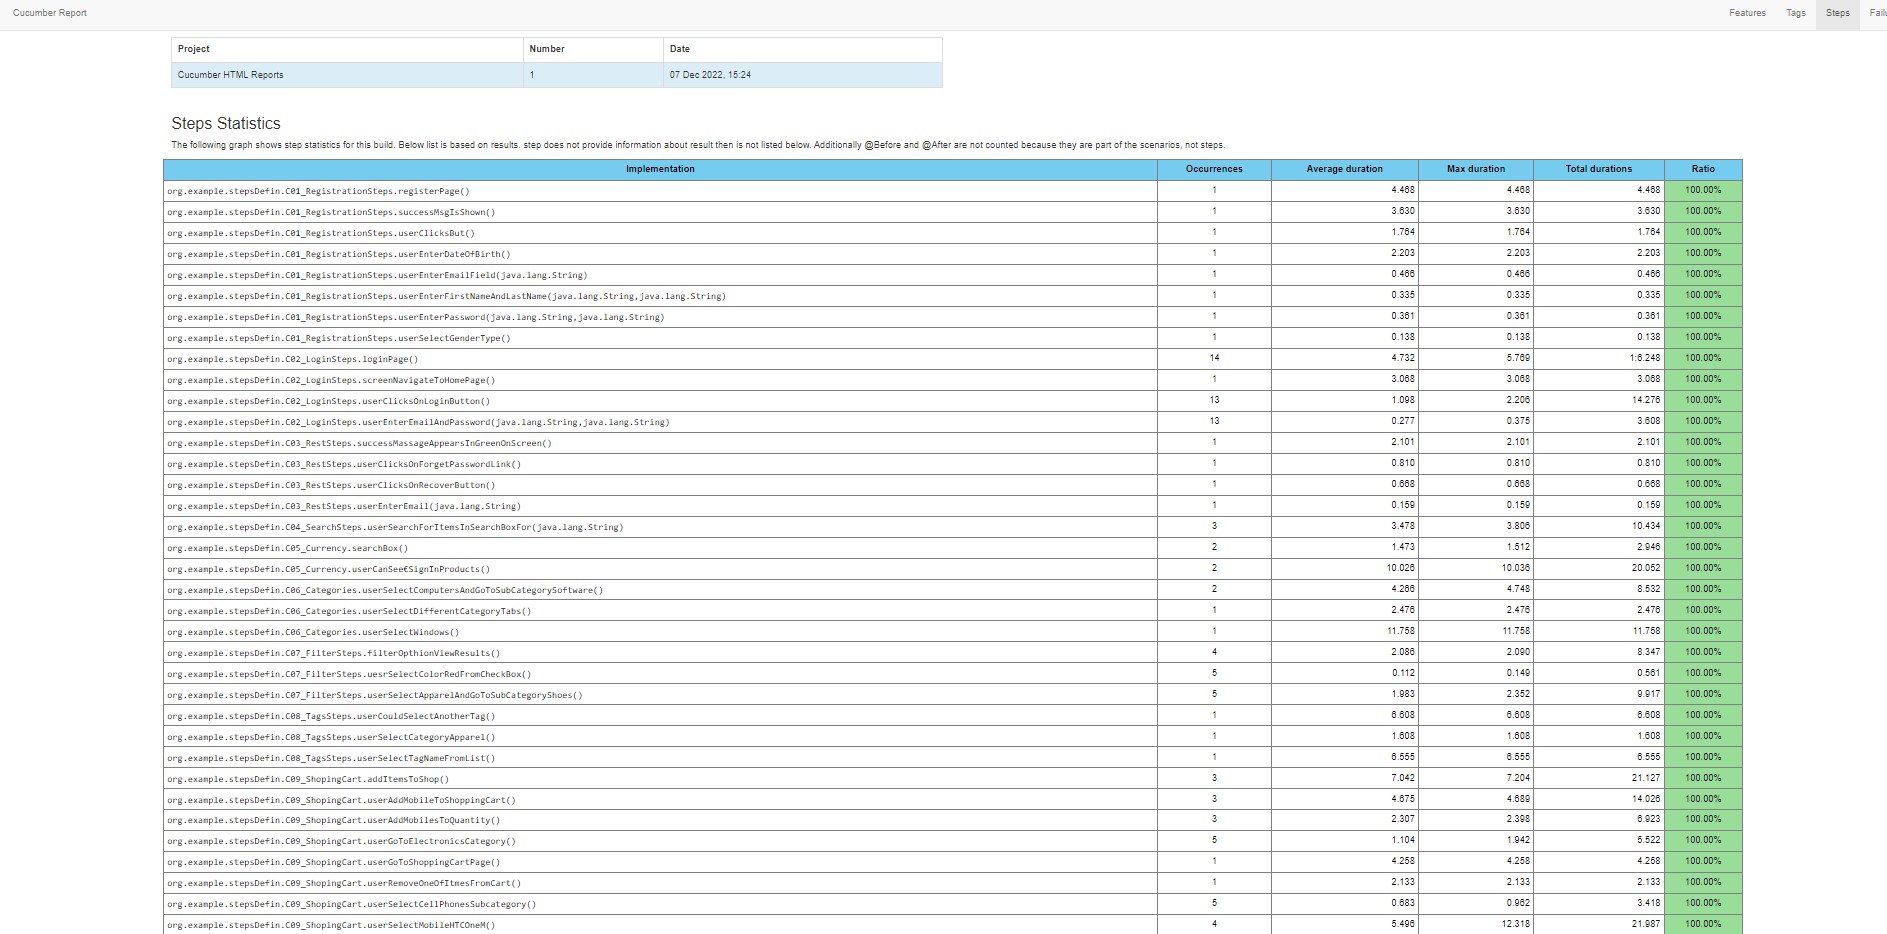 Cucumber Report Features Tags Steps Failu
Project Number Date
Cucumber HTML Reports 1 07 Dec 2022, 15:24
Steps Statistics
The following graph shows step statistics for this build. Below list is based on results. step does not provide information about result then is not listed below. Additionally @Before and @After are not counted because they are part of the scenarios, not steps.
Implementation Occurrences Average duration Max duration Total durations Ratio
org.example.stepsDefin.C01_RegistrationSteps.registerPage() 1 4.468 4.468 4.468 100.00%
org.example.stepsDefin.C01_RegistrationSteps.successMsgIsShown() 1 3.630 3.630 3.630 100.00%
org.example.stepsDefin.C01_RegistrationSteps.userClicksBut() 1 1.764 1.764 1.764 100.00%
org.example.stepsDefin.C01_RegistrationSteps.userEnterDateOfBirth() 1 2.203 2.203 2.203 100.00%
org.example.stepsDefin.C01_RegistrationSteps.userEnterEmailField(java.lang.String) 1 0.466 0.466 0.466 100.00%
org.example.stepsDefin.C01_RegistrationSteps.userEnterFirstNameAndLastName(java.lang.String,java.lang.String) 1 0.335 0.335 0.335 100.00%
org.example.stepsDefin.C01_RegistrationSteps.userEnterPassword(java.lang.String,java.lang.String) 1 0.361 0.361 0.361 100.00%
org.example.stepsDefin.C01_RegistrationSteps.userSelectGenderType() 1 0.138 0.138 0.138 100.00%
org.example.stepsDefin.C02_LoginSteps.loginPage() 14 4.732 5.769 1:6.248 100.00%
org.example.stepsDefin.C02_LoginSteps.screenNavigateToHomePage() 1 3.068 3.068 3.068 100.00%
org.example.stepsDefin.C02_LoginSteps.userClicksOnLoginButton() 13 1.098 2.206 14.276 100.00%
org.example.stepsDefin.C02_LoginSteps.userEnterEmailAndPassword(java.lang.String,java.lang.String) 13 0.277 0.375 3.608 100.00%
org.example.stepsDefin.C03_RestSteps.successMassageAppearsInGreenOnScreen() 1 2.101 2.101 2.101 100.00%
org.example.stepsDefin.C03_RestSteps.userClicksOnForgetPasswordLink() 1 0.810 0.810 0.810 100.00%
org.example.stepsDefin.C03_RestSteps.userClicksOnRecoverButton() 1 0.668 0.668 0.668 100.00%
org.example.stepsDefin.C03_RestSteps.userEnterEmail(java.lang.String) 1 0.159 0.159 0.159 100.00%
org.example.stepsDefin.C04_SearchSteps.userSearchForItemsInSearchBoxFor(java.lang.String) 3 3.478 3.806 10.434 100.00%
org.example.stepsDefin.C05_Currency.searchBox() 2 1.473 1.512 2.946 100.00%
org.example.stepsDefin.C05_Currency.userCanSee€SignInProducts() 2 10.026 10.036 20.052 100.00%
org.example.stepsDefin.C06_Categories.userSelectComputersAndGoToSubCategorySoftware() 2 4.266 4.748 8.532 100.00%
org.example.stepsDefin.C06_Categories.userSelectDifferentCategoryTabs() 1 2.476 2.476 2.476 100.00%
org.example.stepsDefin.C06_Categories.userSelectWindows() 1 11.758 11.758 11.758 100.00%
org.example.stepsDefin.C07_FilterSteps.filterOpthionViewResults() 4 2.086 2.090 8.347 100.00%
org.example.stepsDefin.C07_FilterSteps.uesrSelectColorRedFromCheckBox() 5 0.112 0.149 0.561 100.00%
org.example.stepsDefin.C07_FilterSteps.userSelectApparelAndGoToSubCategoryShoes() 5 1.983 2.352 9.917 100.00%
org.example.stepsDefin.C08_TagsSteps.userCouldSelectAnotherTag() 1 6.608 6.608 6.608 100.00%
org.example.stepsDefin.C08_TagsSteps.userSelectCategoryApparel() 1 1.608 1.608 1.608 100.00%
org.example.stepsDefin.C08_TagsSteps.userSelectTagNameFromList() 1 6.555 6.555 6.555 100.00%
org.example.stepsDefin.C09_ShopingCart.addItemsToShop() 3 7.042 7.204 21.127 100.00%
org.example.stepsDefin.C09_ShopingCart.userAddMobileToShoppingCart() 3 4.675 4.689 14.026 100.00%
org.example.stepsDefin.C09_ShopingCart.userAddMobilesToQuantity() 3 2.307 2.398 6.923 100.00%
org.example.stepsDefin.C09_ShopingCart.userGoToElectronicsCategory() 5 1.104 1.942 5.522 100.00%
org.example.stepsDefin.C09_ShopingCart.userGoToShoppingCartPage() 1 4.258 4.258 4.258 100.00%
org.example.stepsDefin.C09_ShopingCart.userRemoveOneOfItmesFromCart() 1 2.133 2.133 2.133 100.00%
org.example.stepsDefin.C09_ShopingCart.userSelectCellPhonesSubcategory() 5 0.683 0.962 3.418 100.00%
org.example.stepsDefin.C09_ShopingCart.userSelectMobileHTCOneM() 4 5.496 12.318 21.987 100.00%